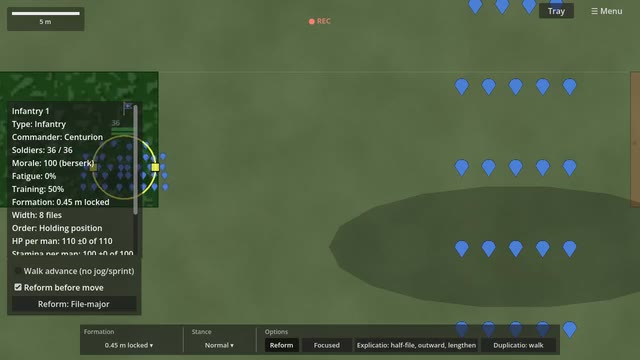 5 m
REC
Tray
☰ Menu
36
Infantry 1
Type: Infantry
Commander: Centurion
Soldiers: 36 / 36
Morale: 100 (berserk)
Fatigue: 0%
Training: 50%
Formation: 0.45 m locked
Width: 8 files
Order: Holding position
HP per man: 110 ±0 of 110
Stamina per man: 100 ±0 of 100
Walk advance (no jog/sprint)
Reform before move
Reform: File-major
Formation
Stance
Options
0.45 m locked ▾
Normal ▾
Reform
Focused
Explicatio: half-file, outward, lengthen
Duplicatio: walk